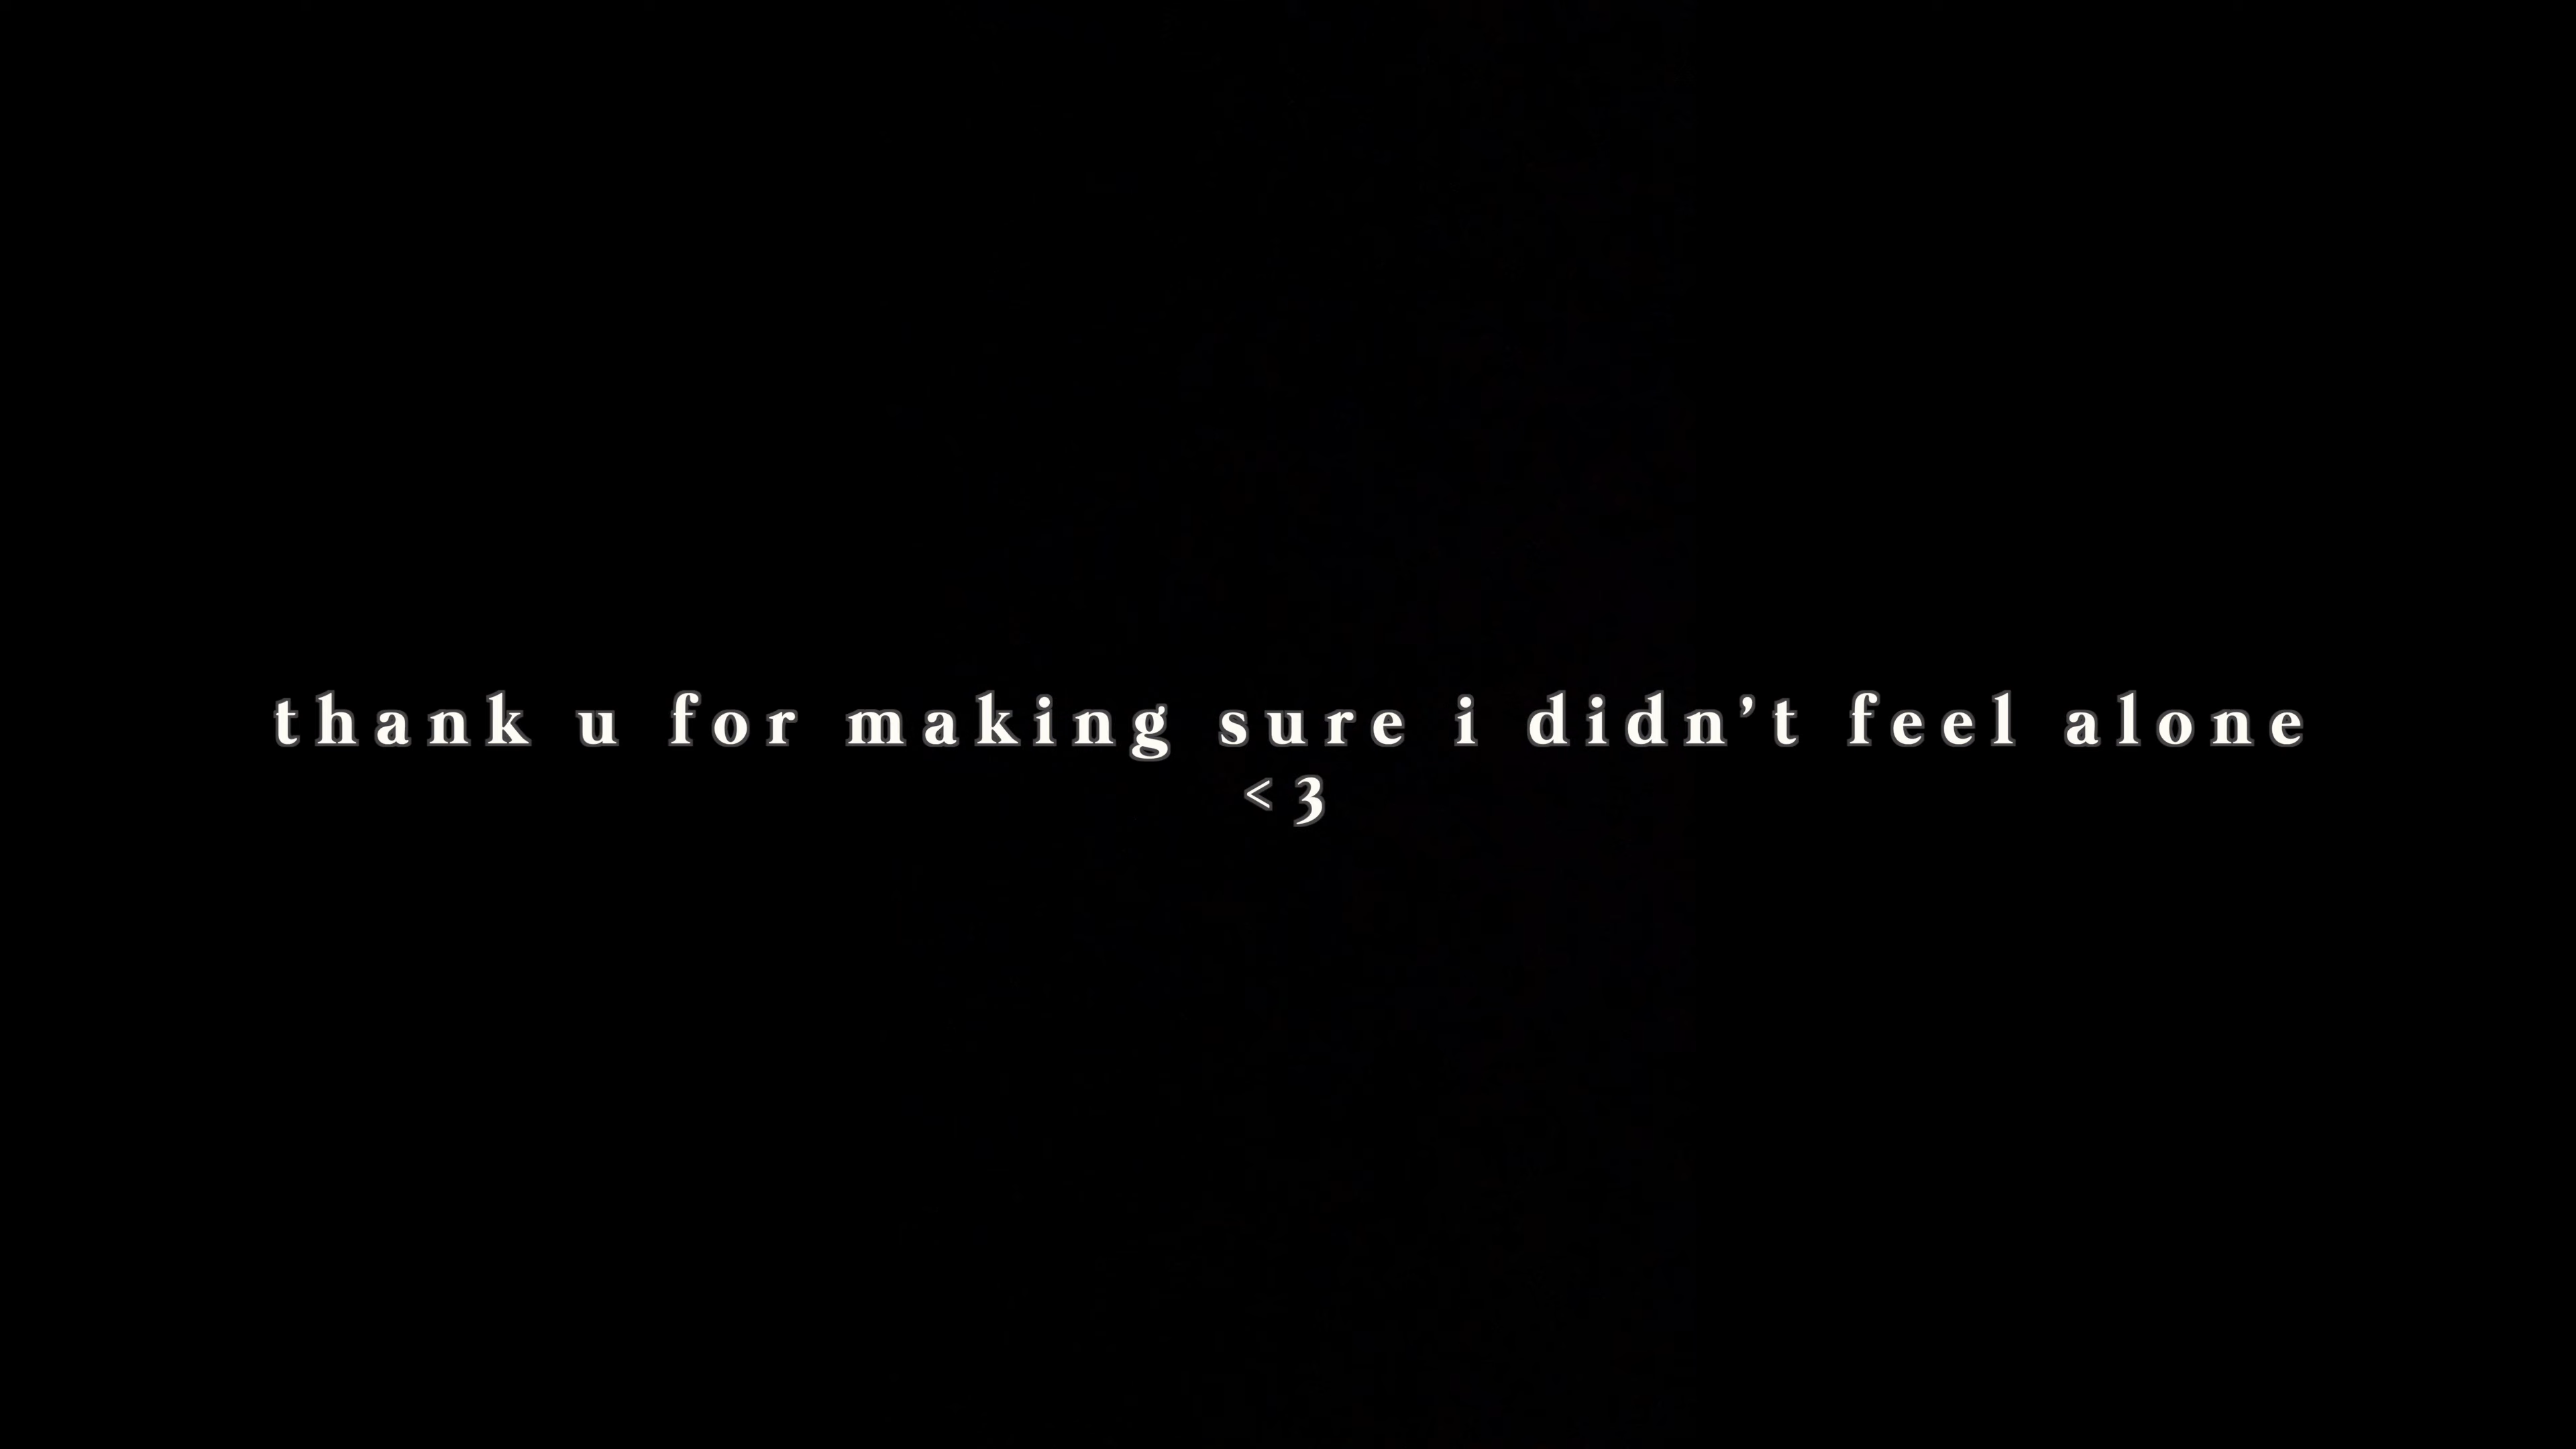 thank u for making sure i didn’t feel alone
<3